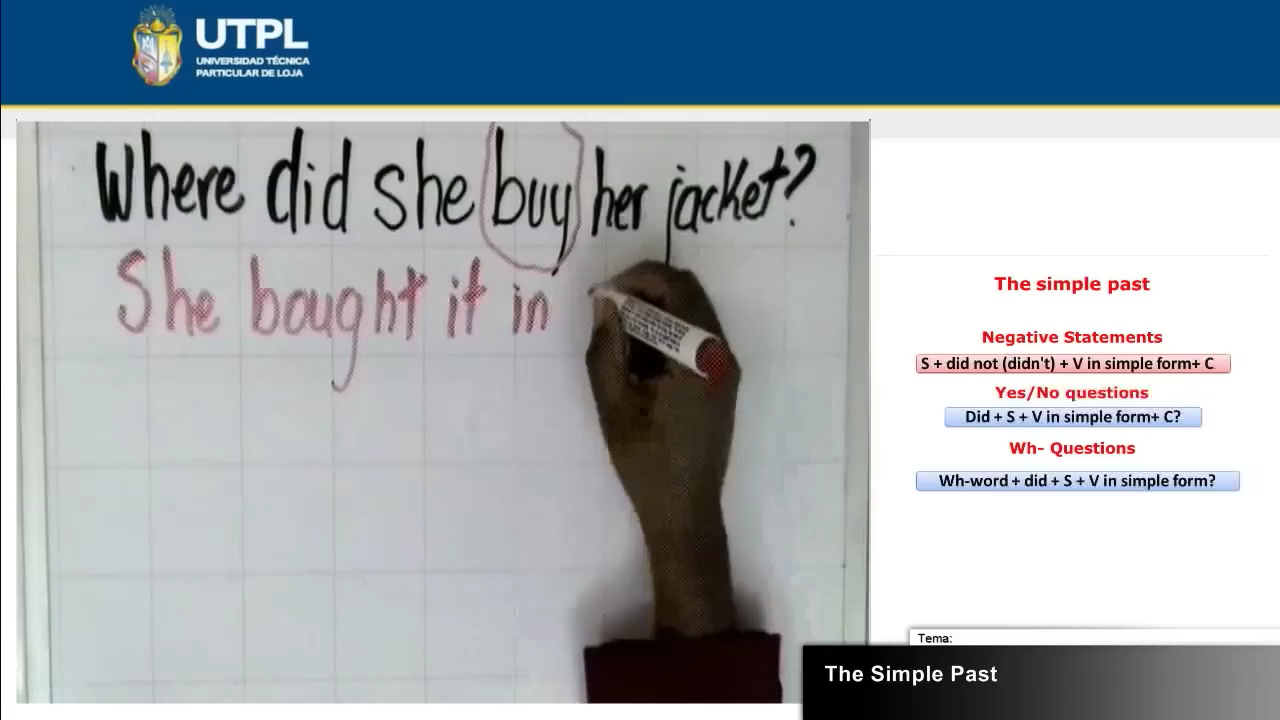 UTPL
UNIVERSIDAD TÉCNICA
PARTICULAR DE LOJA
Where did she buy her jacket?
She bought it in
The simple past
Negative Statements
S + did not (didn't) + V in simple form+ C
Yes/No questions
Did + S + V in simple form+ C?
Wh- Questions
Wh-word + did + S + V in simple form?
Tema:
The Simple Past